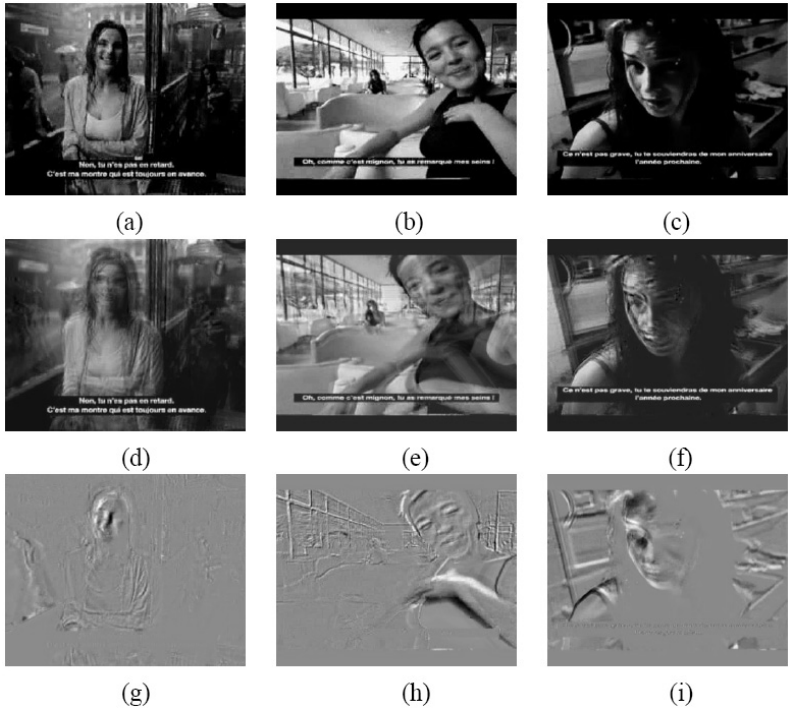 Non, tu n'es pas en retard.
C'est ma montre qui est toujours en avance.
Oh, comme c'est mignon, tu as remarque mes seins !
Ce n'est pas grave, tu te souviendras de mon anniversaire
l'année prochaine.
(a)
(b)
(c)
Non, tu n'es pas en retard.
C'est ma montre qui est toujours en avance.
Oh, comme c'est mignon, tu as remarque mes seins !
Ce n'est pas grave, tu te souviendras de mon anniversaire
l'année prochaine.
(d)
(e)
(f)
(g)
(h)
(i)